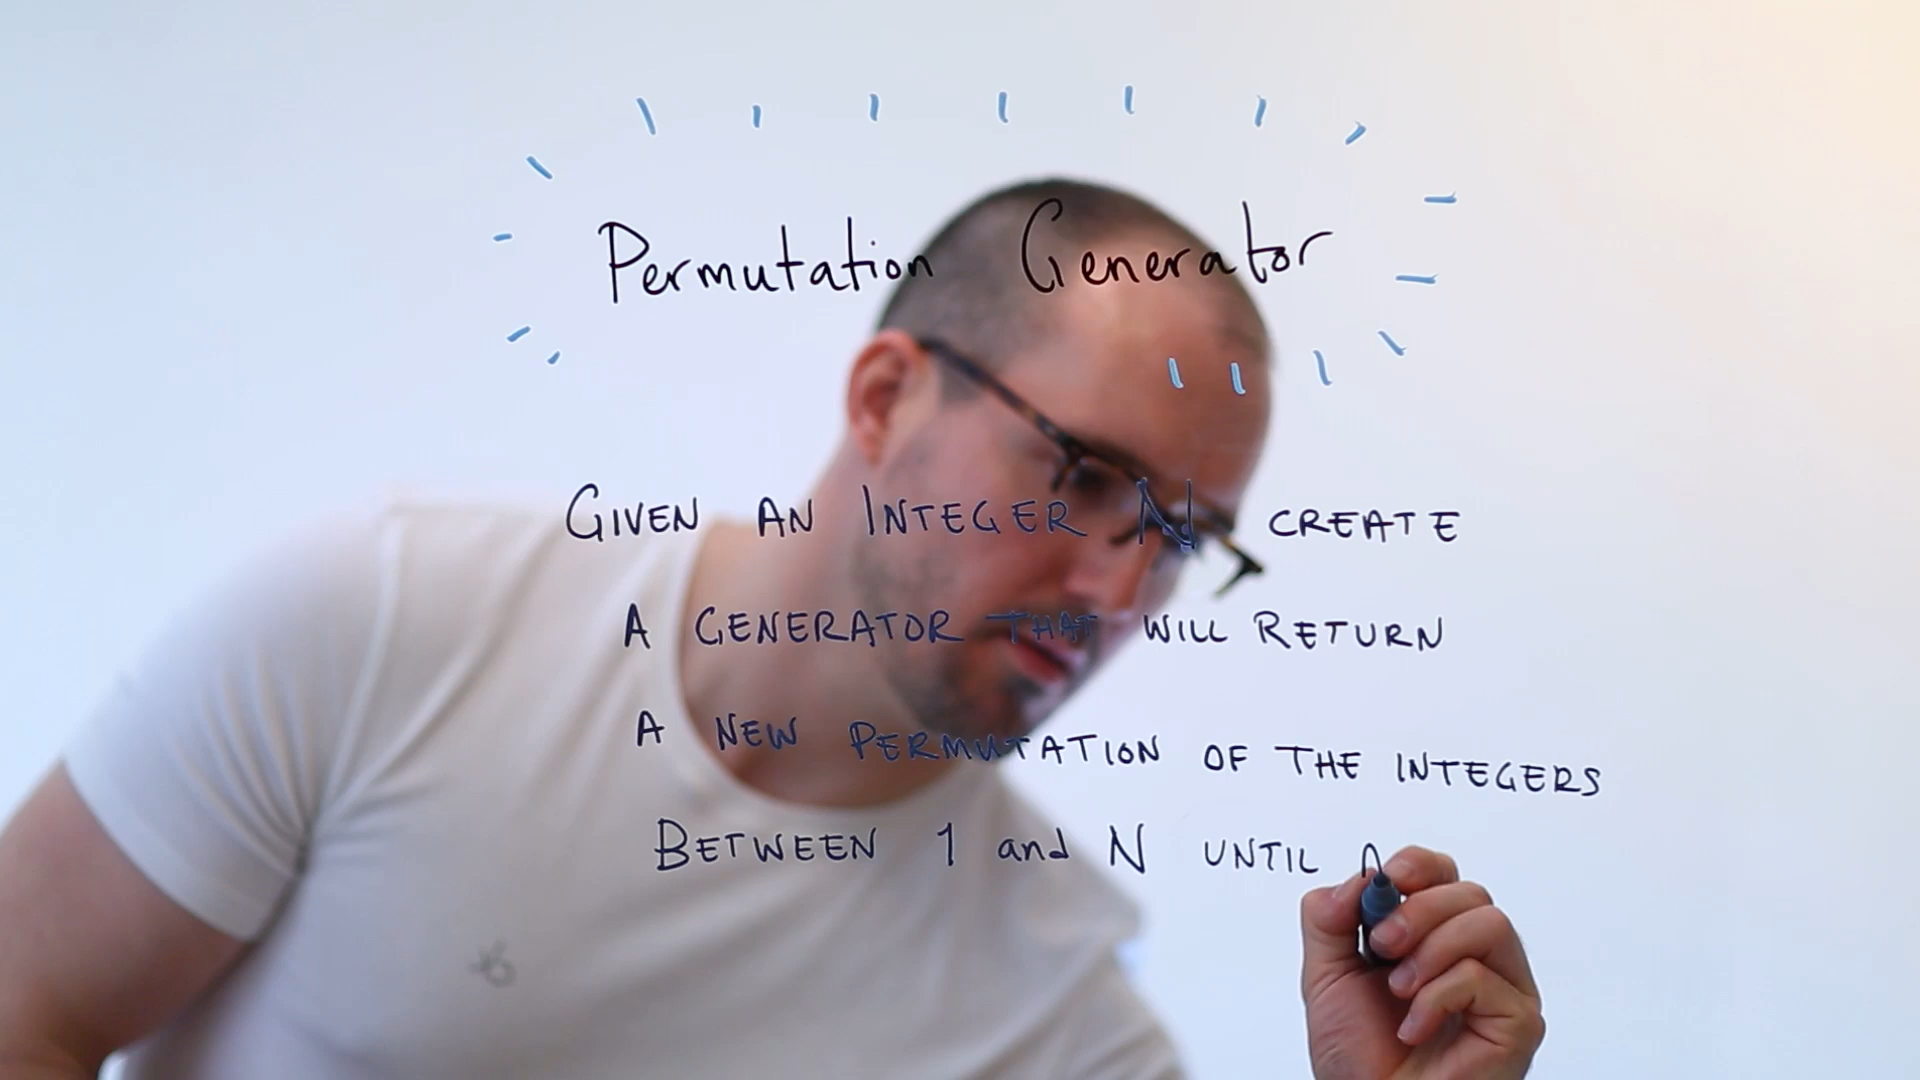 Permutation Generator
GIVEN AN INTEGER N CREATE
A GENERATOR THAT WILL RETURN
A NEW PERMUTATION OF THE INTEGERS
BETWEEN 1 and N UNTIL